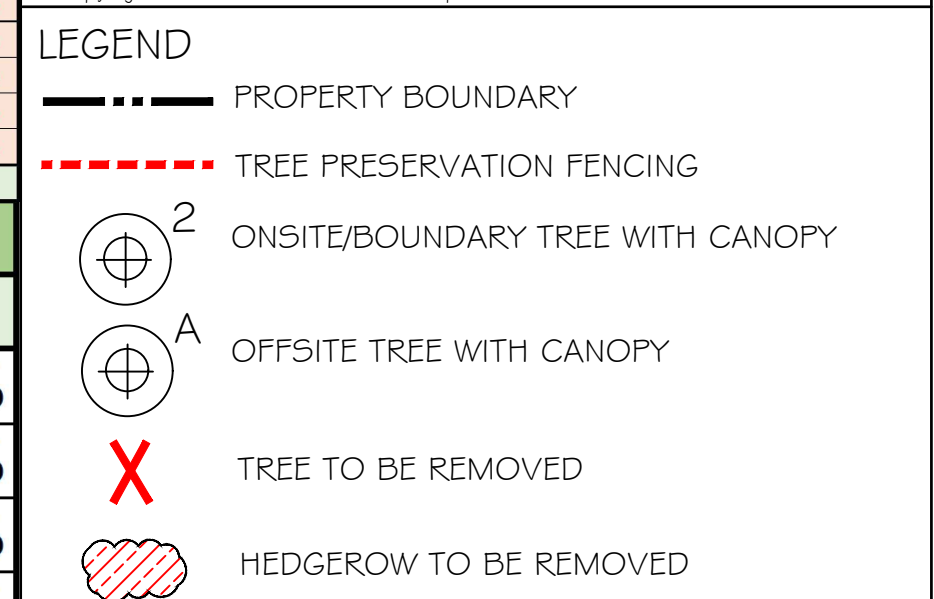 LEGEND
PROPERTY BOUNDARY
TREE PRESERVATION FENCING
2
ONSITE/BOUNDARY TREE WITH CANOPY
A
OFFSITE TREE WITH CANOPY
TREE TO BE REMOVED
HEDGEROW TO BE REMOVED